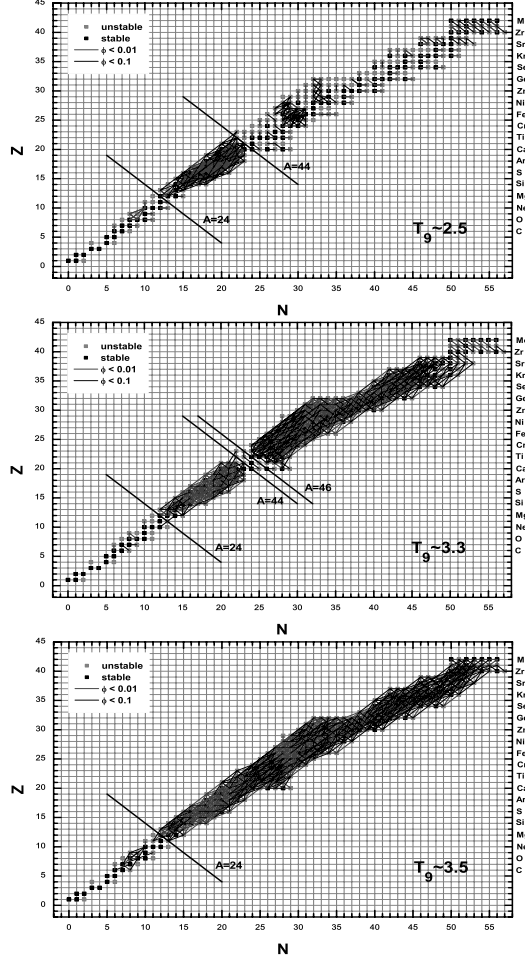 45
40
35
30
25
20
15
10
5
0
Z
unstable
stable
ϕ < 0.01
ϕ < 0.1
A=44
A=24
T9~2.5
M
Zr
Sr
Kr
Se
Ge
Zn
Ni
Fe
Cr
Ti
Ca
Ar
S
Si
Mg
Ne
O
C
0 5 10 15 20 25 30 35 40 45 50 55
N
45
40
35
30
25
20
15
10
5
0
Z
unstable
stable
ϕ < 0.01
ϕ < 0.1
A=46
A=44
A=24
T9~3.3
Mo
Zr
Sr
Kr
Se
Ge
Zn
Ni
Fe
Cr
Ti
Ca
Ar
S
Si
Mg
Ne
O
C
0 5 10 15 20 25 30 35 40 45 50 55
N
45
40
35
30
25
20
15
10
5
0
Z
unstable
stable
ϕ < 0.01
ϕ < 0.1
A=24
T9~3.5
M
Zr
Sr
Kr
Se
Ge
Zn
Ni
Fe
Cr
Ti
Ca
Ar
S
Si
Mg
Ne
O
C
0 5 10 15 20 25 30 35 40 45 50 55
N